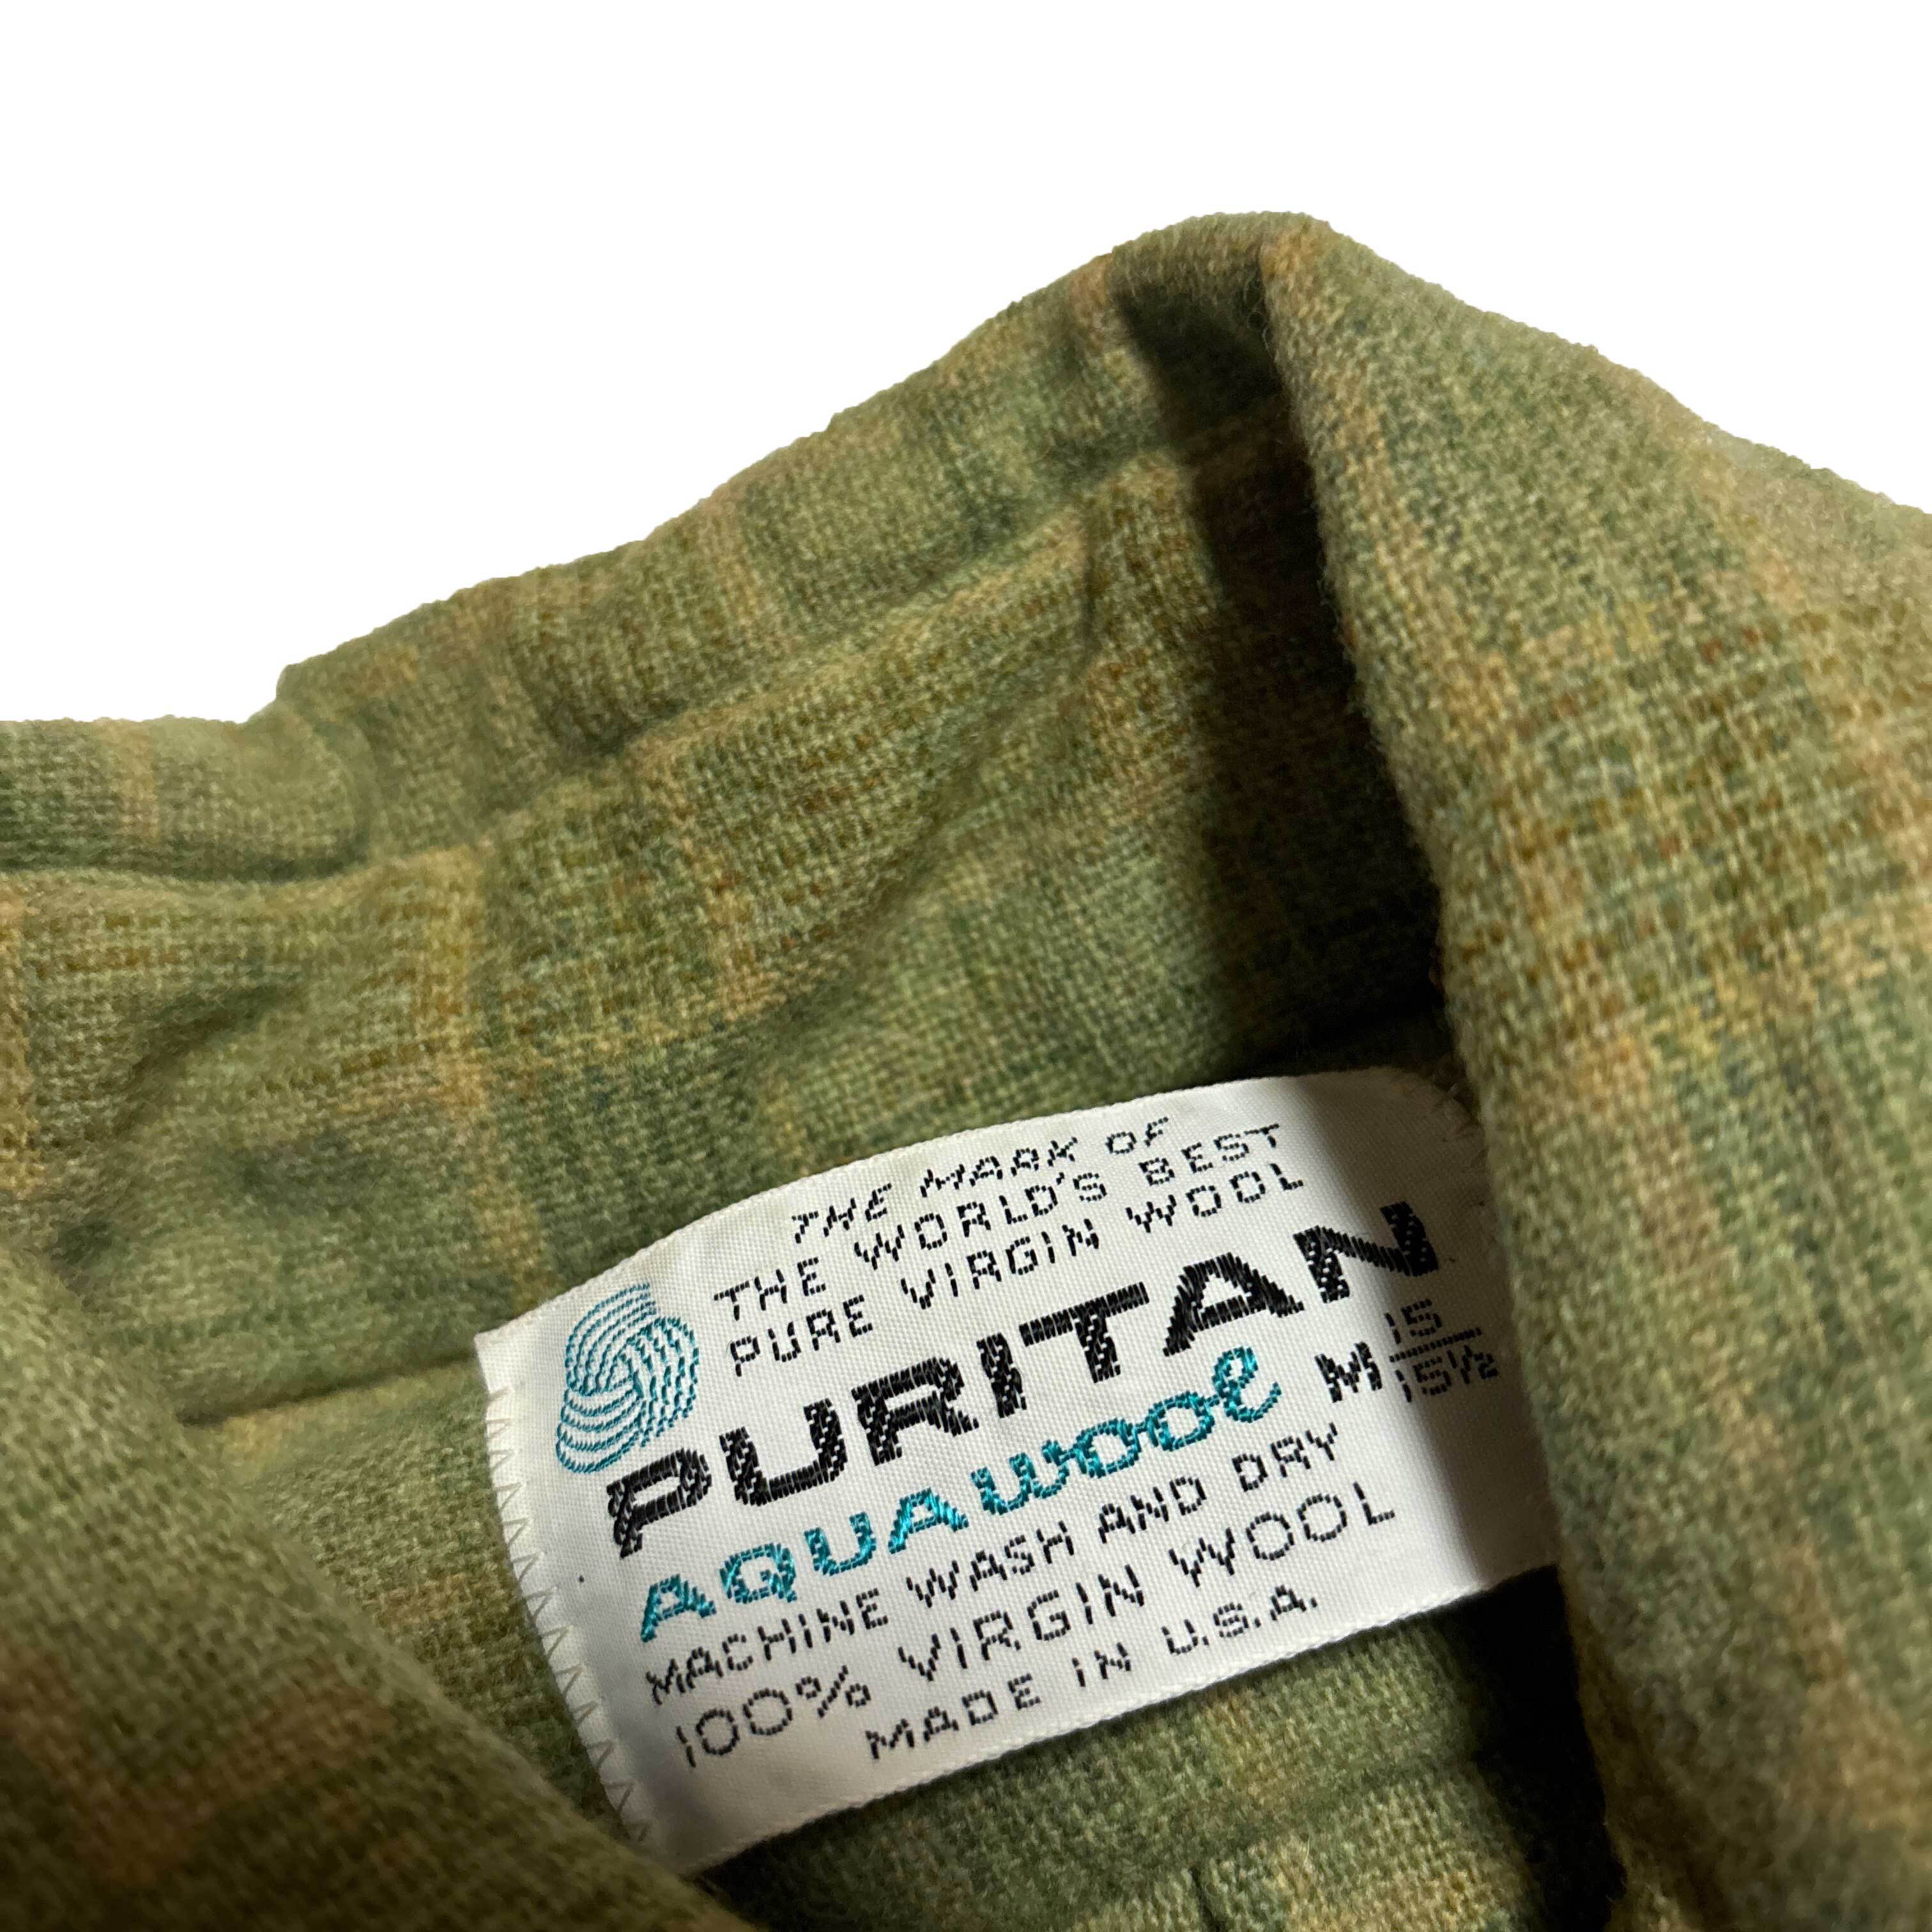 THE MARK OF
THE WORLD'S BEST
PURE VIRGIN WOOL
PURITAN
AQUAwool M 15
15½
MACHINE WASH AND DRY
100% VIRGIN WOOL
MADE IN U.S.A.